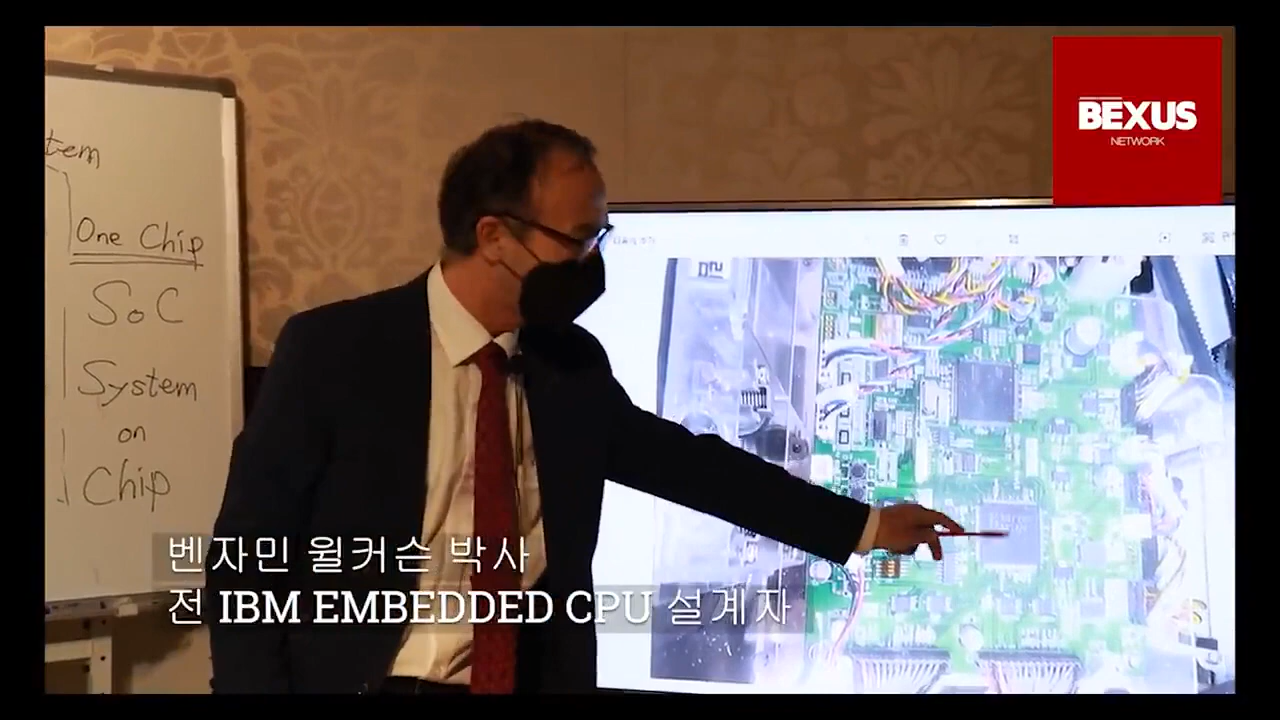 BEXUS
NETWORK
tem
One Chip
SoC
System
on
Chip
벤자민 윌커슨 박사
전 IBM EMBEDDED CPU 설계자